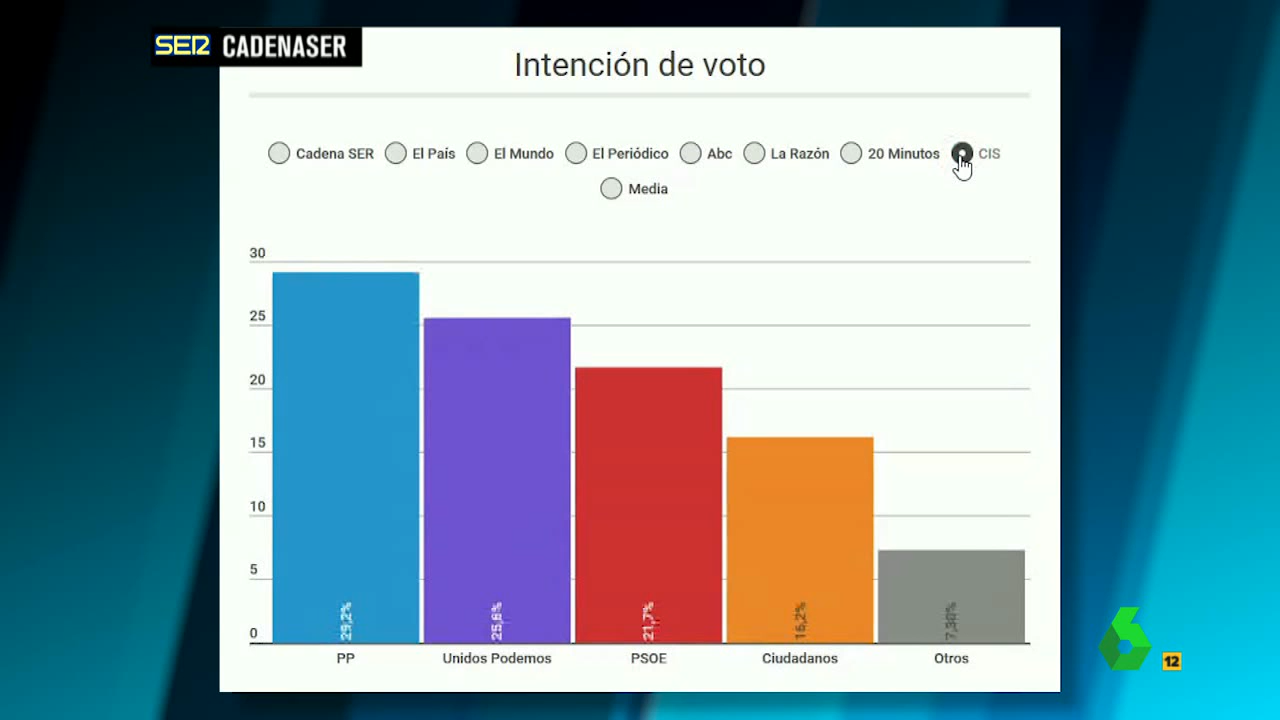 SER CADENASER
Intención de voto
Cadena SER El País El Mundo El Periódico Abc La Razón 20 Minutos CIS
Media
30
25
20
15
10
5
0
29,2% 25,6% 21,7% 16,2% 7,30%
PP Unidos Podemos PSOE Ciudadanos Otros
6
12